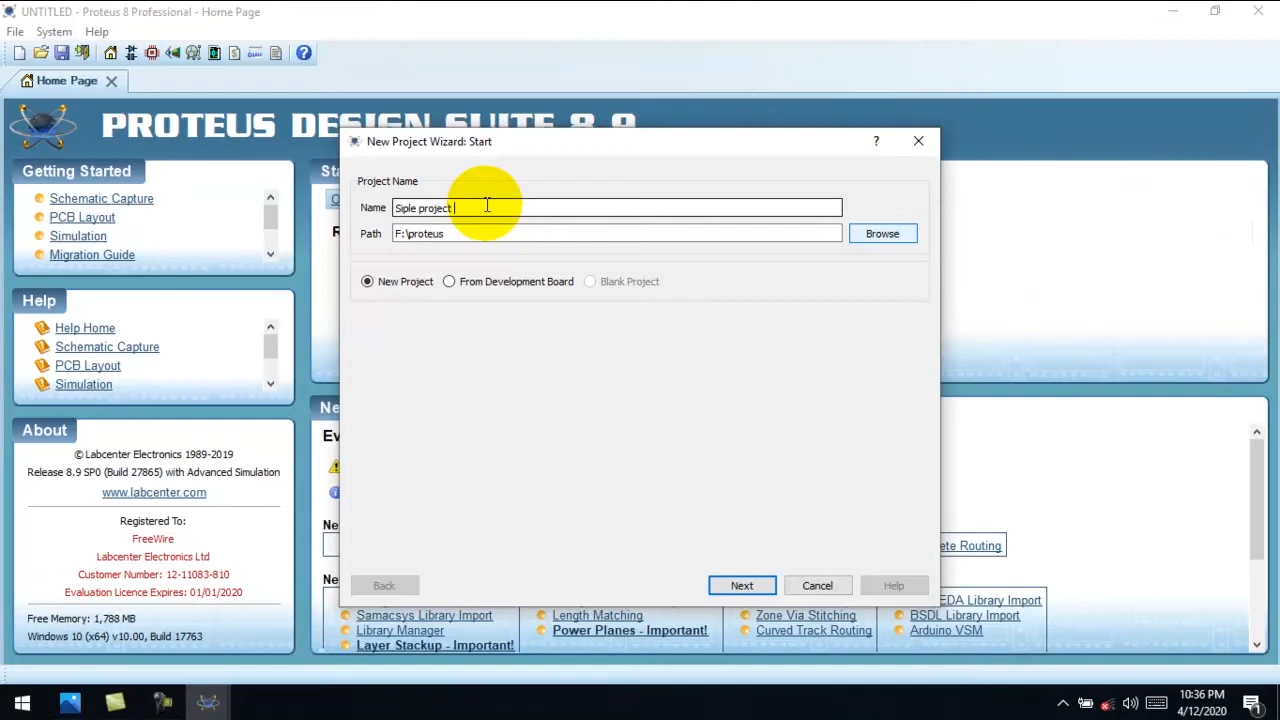 UNTITLED - Proteus 8 Professional - Home Page
File System Help
Home Page
PROTEUS DESIGN SUITE 8.9
Getting Started
Schematic Capture
PCB Layout
Simulation
Migration Guide
Help
Help Home
Schematic Capture
PCB Layout
Simulation
About
© Labcenter Electronics 1989-2019
Release 8.9 SP0 (Build 27865) with Advanced Simulation
www.labcenter.com
Registered To:
FreeWire
Labcenter Electronics Ltd
Customer Number: 12-11083-810
Evaluation Licence Expires: 01/01/2020
Free Memory: 1,788 MB
Windows 10 (x64) v10.00, Build 17763
New Project Wizard: Start
?
Project Name
Name Siple project
Path F:\proteus Browse
New Project From Development Board Blank Project
Back Next Cancel Help
ete Routing
Samacsys Library Import Length Matching Zone Via Stitching EDA Library Import
Library Manager Power Planes - Important! Curved Track Routing BSDL Library Import
Layer Stackup - Important! Arduino VSM
10:36 PM
4/12/2020
1